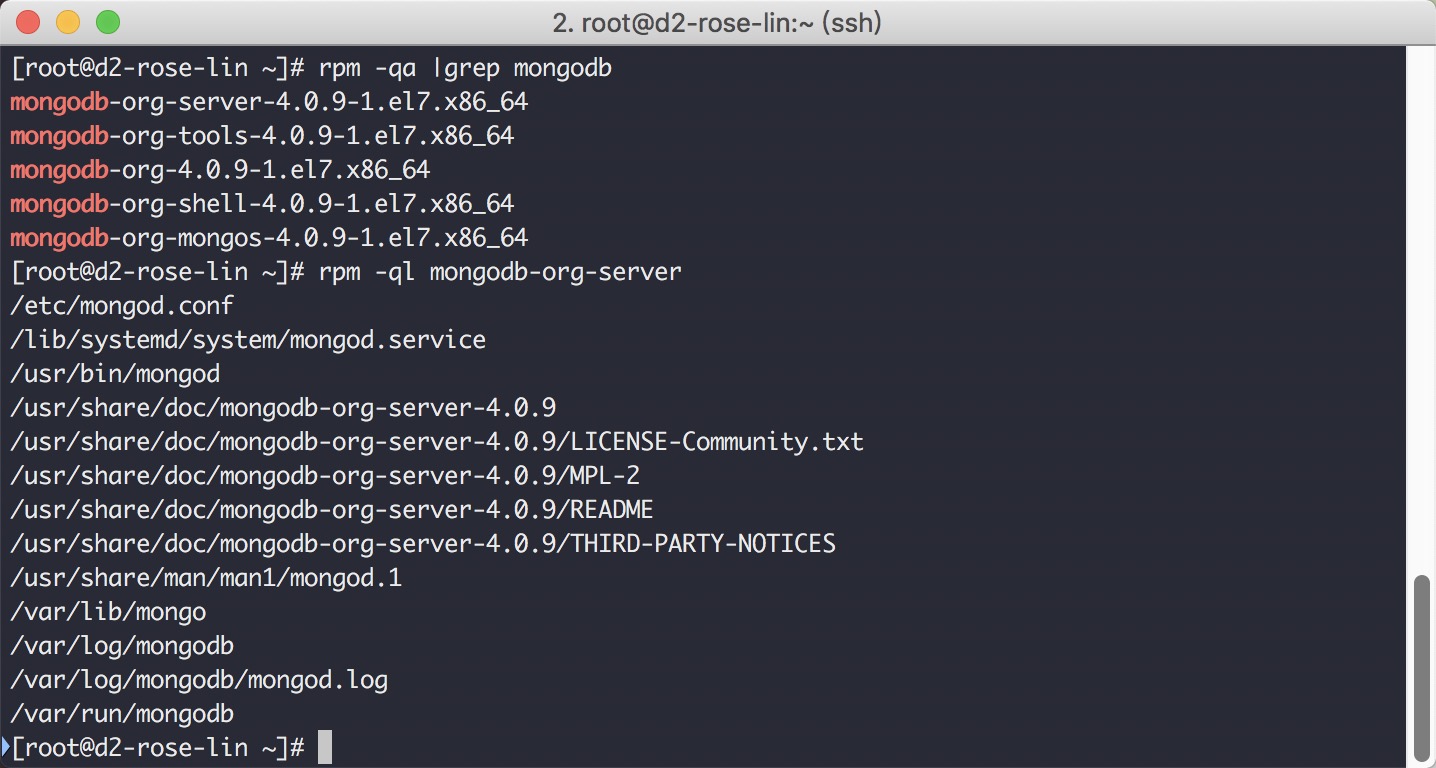 2. root@d2-rose-lin:~ (ssh)
[root@d2-rose-lin ~]# rpm -qa |grep mongodb
mongodb-org-server-4.0.9-1.el7.x86_64
mongodb-org-tools-4.0.9-1.el7.x86_64
mongodb-org-4.0.9-1.el7.x86_64
mongodb-org-shell-4.0.9-1.el7.x86_64
mongodb-org-mongos-4.0.9-1.el7.x86_64
[root@d2-rose-lin ~]# rpm -ql mongodb-org-server
/etc/mongod.conf
/lib/systemd/system/mongod.service
/usr/bin/mongod
/usr/share/doc/mongodb-org-server-4.0.9
/usr/share/doc/mongodb-org-server-4.0.9/LICENSE-Community.txt
/usr/share/doc/mongodb-org-server-4.0.9/MPL-2
/usr/share/doc/mongodb-org-server-4.0.9/README
/usr/share/doc/mongodb-org-server-4.0.9/THIRD-PARTY-NOTICES
/usr/share/man/man1/mongod.1
/var/lib/mongo
/var/log/mongodb
/var/log/mongodb/mongod.log
/var/run/mongodb
[root@d2-rose-lin ~]#